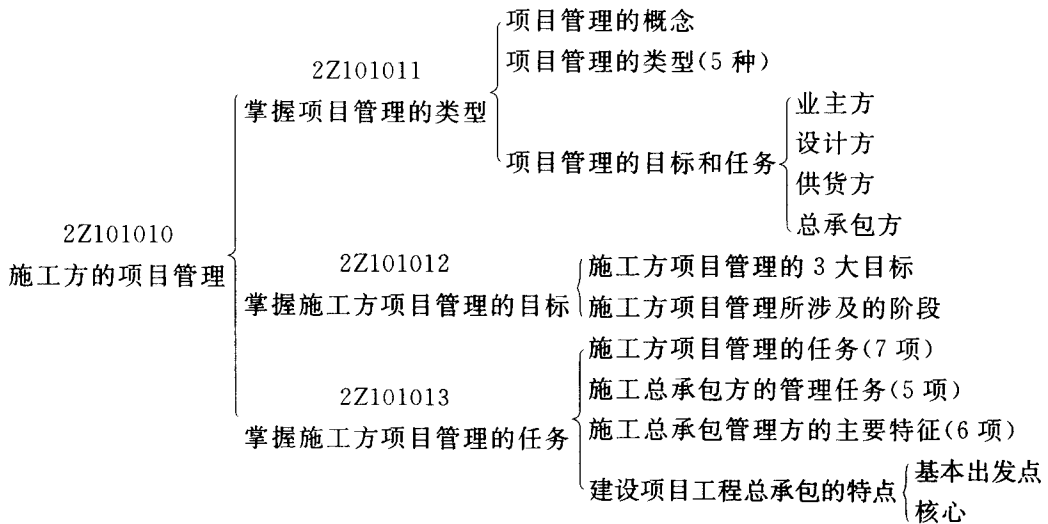 2Z101010
施工方的项目管理
2Z101011
掌握项目管理的类型
项目管理的概念
项目管理的类型(5 种)
项目管理的目标和任务
业主方
设计方
供货方
总承包方
2Z101012
掌握施工方项目管理的目标
施工方项目管理的 3 大目标
施工方项目管理所涉及的阶段
2Z101013
掌握施工方项目管理的任务
施工方项目管理的任务(7 项)
施工总承包方的管理任务(5 项)
施工总承包管理方的主要特征(6 项)
建设项目工程总承包的特点
基本出发点
核心